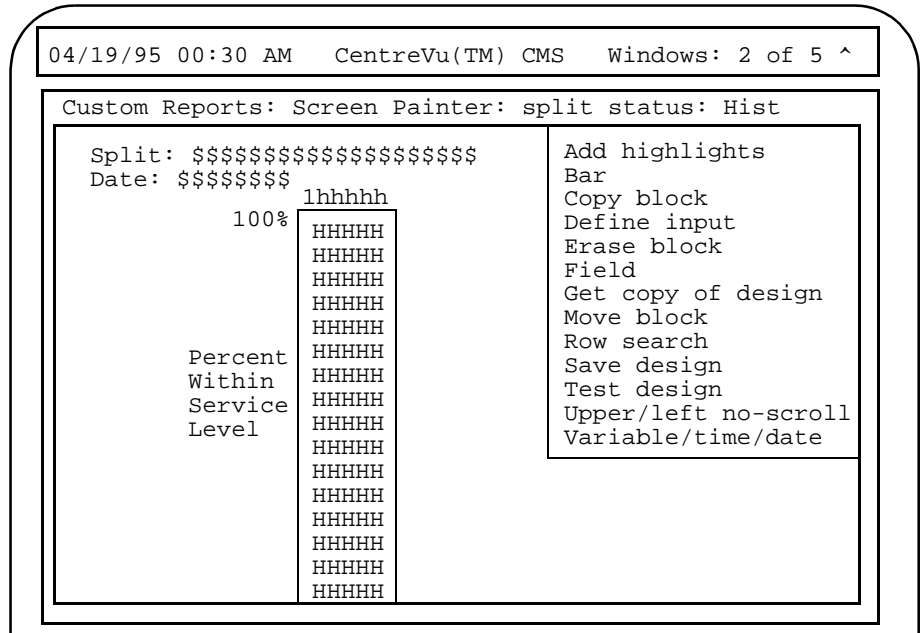 04/19/95 00:30 AM CentreVu(TM) CMS Windows: 2 of 5 ^
Custom Reports: Screen Painter: split status: Hist
Split: $$$$$$$$$$$$$$$$$$$$
Date: $$$$$$$$
1hhhhh
100%
HHHHH
HHHHH
HHHHH
HHHHH
HHHHH
Percent HHHHH
Within HHHHH
Service HHHHH
Level HHHHH
HHHHH
HHHHH
HHHHH
HHHHH
HHHHH
HHHHH
HHHHH
Add highlights
Bar
Copy block
Define input
Erase block
Field
Get copy of design
Move block
Row search
Save design
Test design
Upper/left no-scroll
Variable/time/date